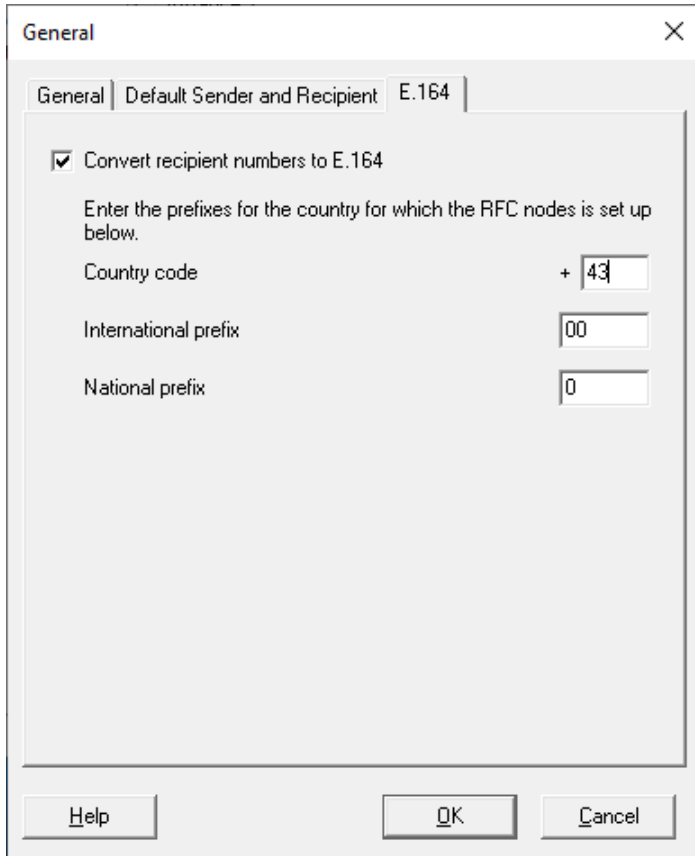 General
General
Default Sender and Recipient
E.164
Convert recipient numbers to E.164
Enter the prefixes for the country for which the RFC nodes is set up
below.
Country code + 43
International prefix 00
National prefix 0
Help OK Cancel